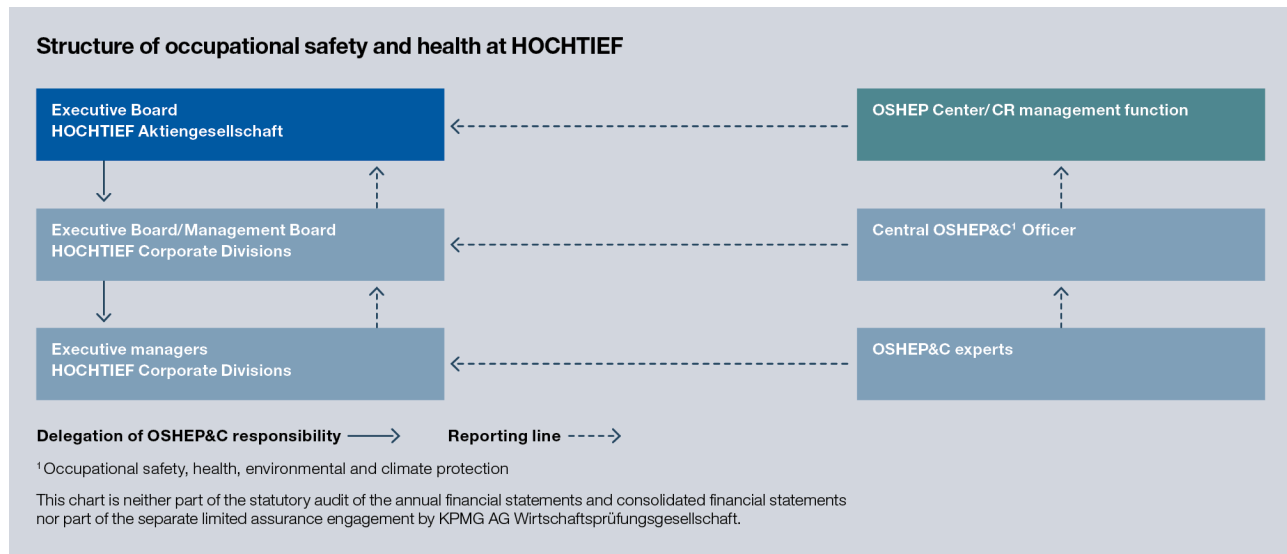 Structure of occupational safety and health at HOCHTIEF
Executive Board
HOCHTIEF Aktiengesellschaft
OSHEP Center/CR management function
Executive Board/Management Board
HOCHTIEF Corporate Divisions
Central OSHEP&C¹ Officer
Executive managers
HOCHTIEF Corporate Divisions
OSHEP&C experts
Delegation of OSHEP&C responsibility
Reporting line
¹ Occupational safety, health, environmental and climate protection
This chart is neither part of the statutory audit of the annual financial statements and consolidated financial statements
nor part of the separate limited assurance engagement by KPMG AG Wirtschaftsprüfungsgesellschaft.